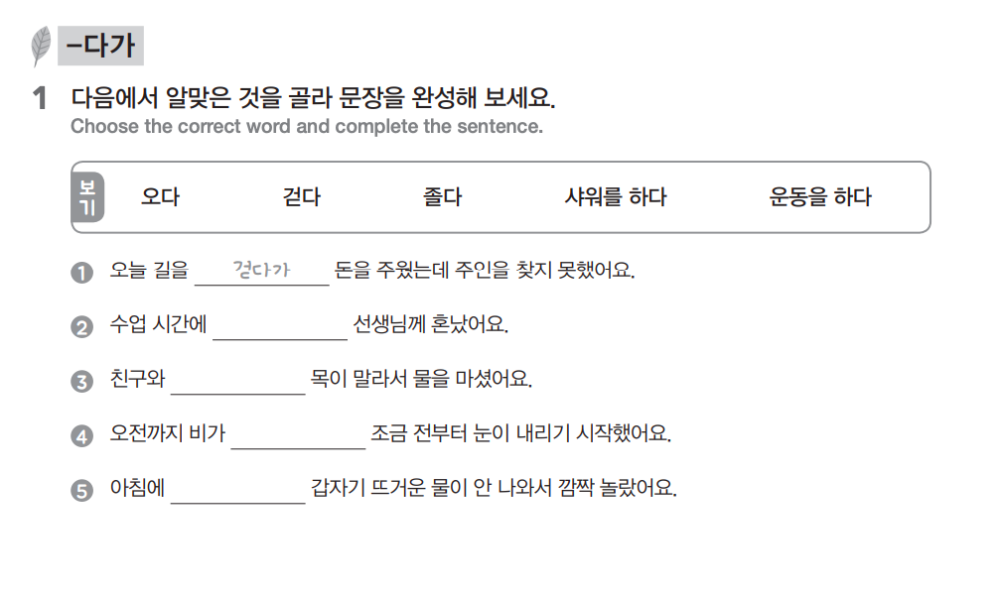 -다가
1 다음에서 알맞은 것을 골라 문장을 완성해 보세요.
Choose the correct word and complete the sentence.
보기 오다 걷다 졸다 샤워를 하다 운동을 하다
① 오늘 길을 걷다가 돈을 주웠는데 주인을 찾지 못했어요.
② 수업 시간에 선생님께 혼났어요.
③ 친구와 목이 말라서 물을 마셨어요.
④ 오전까지 비가 조금 전부터 눈이 내리기 시작했어요.
⑤ 아침에 갑자기 뜨거운 물이 안 나와서 깜짝 놀랐어요.